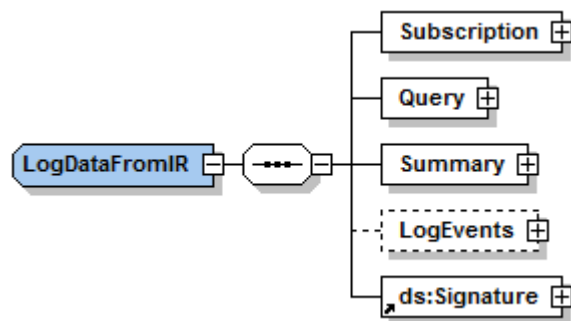 Subscription
Query
LogDataFromIR
Summary
LogEvents
ds:Signature